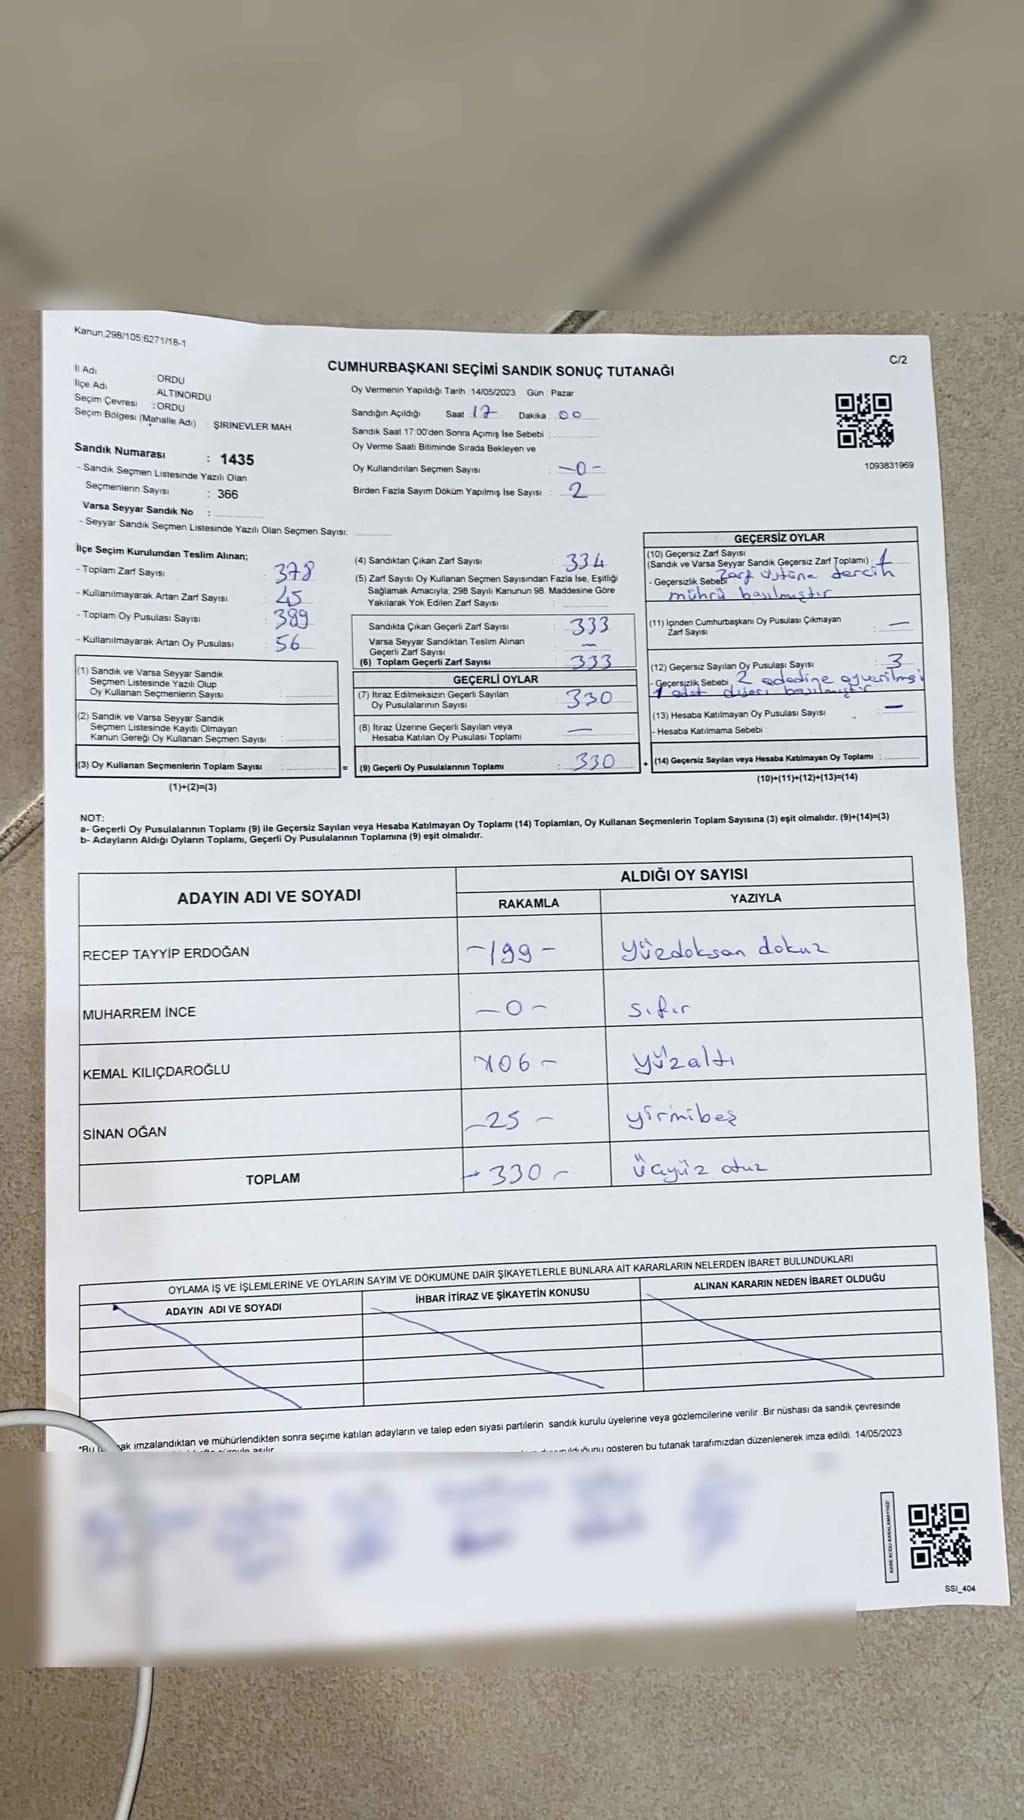 Kanun;298/105;6271/18-1
C/2
CUMHURBAŞKANI SEÇİMİ SANDIK SONUÇ TUTANAĞI
İl Adı : ORDU
İlçe Adı : ALTINORDU
Seçim Çevresi : ORDU
Seçim Bölgesi (Mahalle Adı) : ŞİRİNEVLER MAH.
Sandık Numarası : 1435
- Sandık Seçmen Listesinde Yazılı Olan
Seçmenlerin Sayısı : 366
Varsa Seyyar Sandık No :
- Seyyar Sandık Seçmen Listesinde Yazılı Olan Seçmen Sayısı:
Oy Vermenin Yapıldığı Tarih :14/05/2023 Gün : Pazar
Sandığın Açıldığı Saat 17 Dakika : 00
Sandık Saat 17:00'den Sonra Açımış İse Sebebi :
Oy Verme Saati Bitiminde Sırada Bekleyen ve
Oy Kullandırılan Seçmen Sayısı : -0-
Birden Fazla Sayım Döküm Yapılmış İse Sayısı : 2
1093831969
İlçe Seçim Kurulundan Teslim Alınan;
- Toplam Zarf Sayısı : 378
- Kullanılmayarak Artan Zarf Sayısı : 45
- Toplam Oy Pusulası Sayısı : 389
- Kullanılmayarak Artan Oy Pusulası : 56
(1) Sandık ve Varsa Seyyar Sandık
Seçmen Listesinde Yazılı Olup
Oy Kullanan Seçmenlerin Sayısı :
(2) Sandık ve Varsa Seyyar Sandık
Seçmen Listesinde Kayıtlı Olmayan
Kanun Gereği Oy Kullanan Seçmen Sayısı :
(3) Oy Kullanan Seçmenlerin Toplam Sayısı :
(1)+(2)=(3)
(4) Sandıktan Çıkan Zarf Sayısı : 334
(5) Zarf Sayısı Oy Kullanan Seçmen Sayısından Fazla İse, Eşitliği
Sağlamak Amacıyla, 298 Sayılı Kanunun 98. Maddesine Göre
Yakılarak Yok Edilen Zarf Sayısı :
Sandıkta Çıkan Geçerli Zarf Sayısı : 333
Varsa Seyyar Sandıktan Teslim Alınan
Geçerli Zarf Sayısı : -
(6) Toplam Geçerli Zarf Sayısı : 333
GEÇERLİ OYLAR
(7) İtiraz Edilmeksizin Geçerli Sayılan
Oy Pusulalarının Sayısı : 330
(8) İtiraz Üzerine Geçerli Sayılan veya
Hesaba Katılan Oy Pusulası Toplamı : -
= (9) Geçerli Oy Pusulalarının Toplamı : 330
GEÇERSİZ OYLAR
(10) Geçersiz Zarf Sayısı
(Sandık ve Varsa Seyyar Sandık Geçersiz Zarf Toplamı) : 1
- Geçersizlik Sebebi zarf üstüne tercih
mührü basılmıştır
(11) İçinden Cumhurbaşkanı Oy Pusulası Çıkmayan
Zarf Sayısı : -
(12) Geçersiz Sayılan Oy Pusulası Sayısı : 3
- Geçersizlik Sebebi 2 adedine
1 adet dışarı basılmıştır
(13) Hesaba Katılmayan Oy Pusulası Sayısı : -
- Hesaba Katılmama Sebebi :
+ (14) Geçersiz Sayılan veya Hesaba Katılmayan Oy Toplamı :
(10)+(11)+(12)+(13)=(14)
NOT:
a- Geçerli Oy Pusulalarının Toplamı (9) ile Geçersiz Sayılan veya Hesaba Katılmayan Oy Toplamı (14) Toplamları, Oy Kullanan Seçmenlerin Toplam Sayısına (3) eşit olmalıdır. (9)+(14)=(3)
b- Adayların Aldığı Oyların Toplamı, Geçerli Oy Pusulalarının Toplamına (9) eşit olmalıdır.
ADAYIN ADI VE SOYADI
ALDIĞI OY SAYISI
RAKAMLA YAZIYLA
RECEP TAYYİP ERDOĞAN -199- yüzdoksan dokuz
MUHARREM İNCE -0- sıfır
KEMAL KILIÇDAROĞLU 106- yüzaltı
SİNAN OĞAN -25- yirmibeş
TOPLAM -330- üçyüz otuz
OYLAMA İŞ VE İŞLEMLERİNE VE OYLARIN SAYIM VE DÖKÜMÜNE DAİR ŞİKAYETLERLE BUNLARA AİT KARARLARIN NELERDEN İBARET BULUNDUKLARI
ADAYIN ADI VE SOYADI İHBAR İTİRAZ VE ŞİKAYETİN KONUSU ALINAN KARARIN NEDEN İBARET OLDUĞU
imzalandıktan ve mühürlendikten sonra seçime katılan adayların ve talep eden siyasi partilerin sandık kurulu üyelerine veya gözlemcilerine verilir. Bir nüshası da sandık çevresinde
gösteren bu tutanak tarafımızdan düzenlenerek imza edildi. 14/05/2023
SSI_404